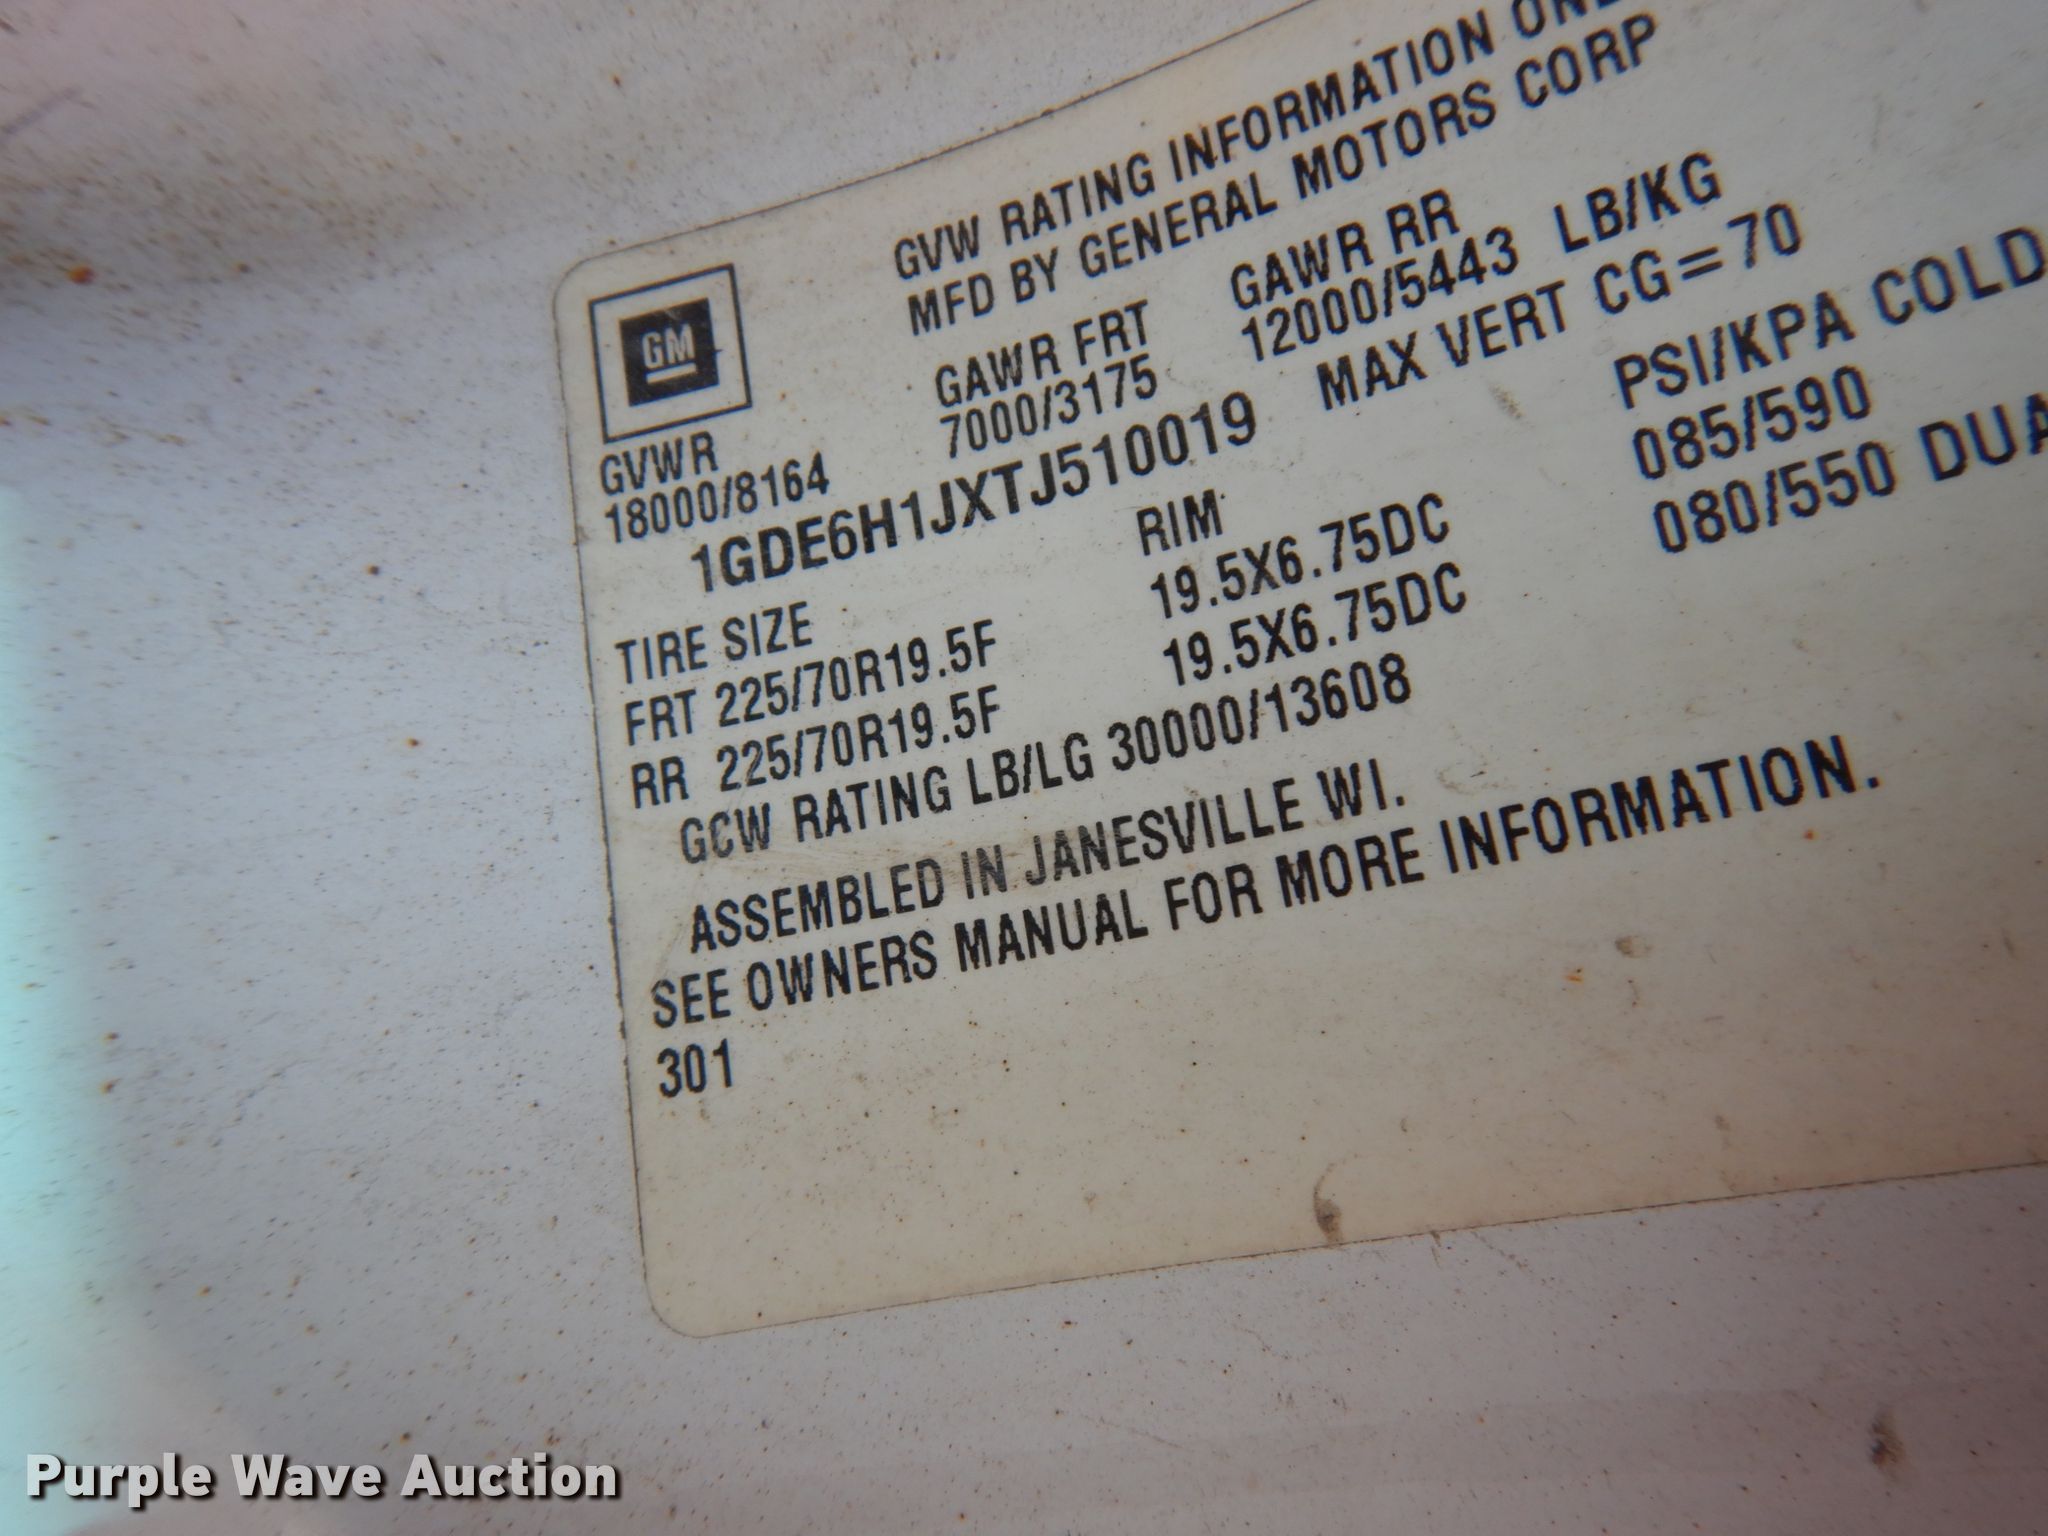 GM
GVW RATING INFORMATION
MFD BY GENERAL MOTORS CORP
GVWR GAWR FRT GAWR RR
18000/8164 7000/3175 12000/5443 LB/KG
1GDE6H1JXTJ510019 MAX VERT CG=70
TIRE SIZE RIM PSI/KPA COLD
FRT 225/70R19.5F 19.5X6.75DC 085/590
RR 225/70R19.5F 19.5X6.75DC 080/550
GCW RATING LB/LG 30000/13608
ASSEMBLED IN JANESVILLE WI.
SEE OWNERS MANUAL FOR MORE INFORMATION.
301
Purple Wave Auction